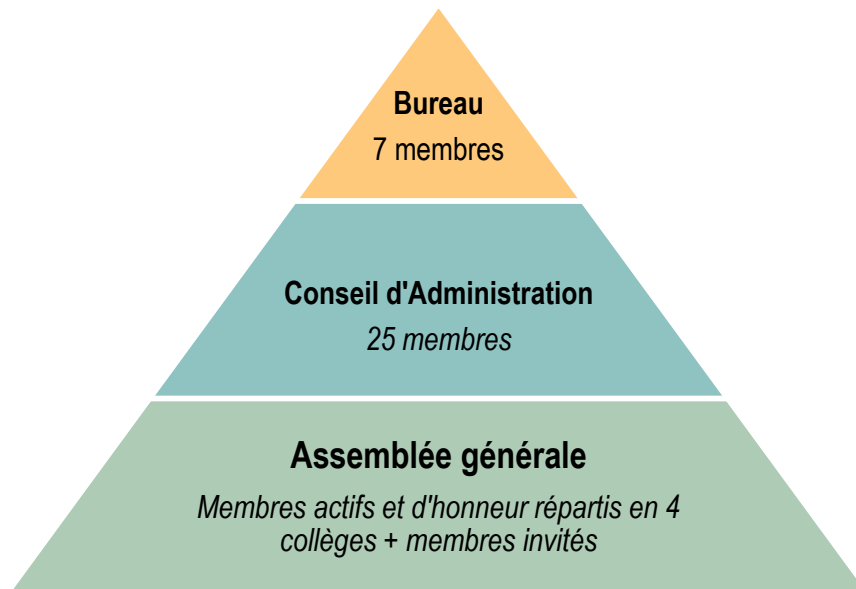 Bureau
7 membres
Conseil d'Administration
25 membres
Assemblée générale
Membres actifs et d'honneur répartis en 4
collèges + membres invités